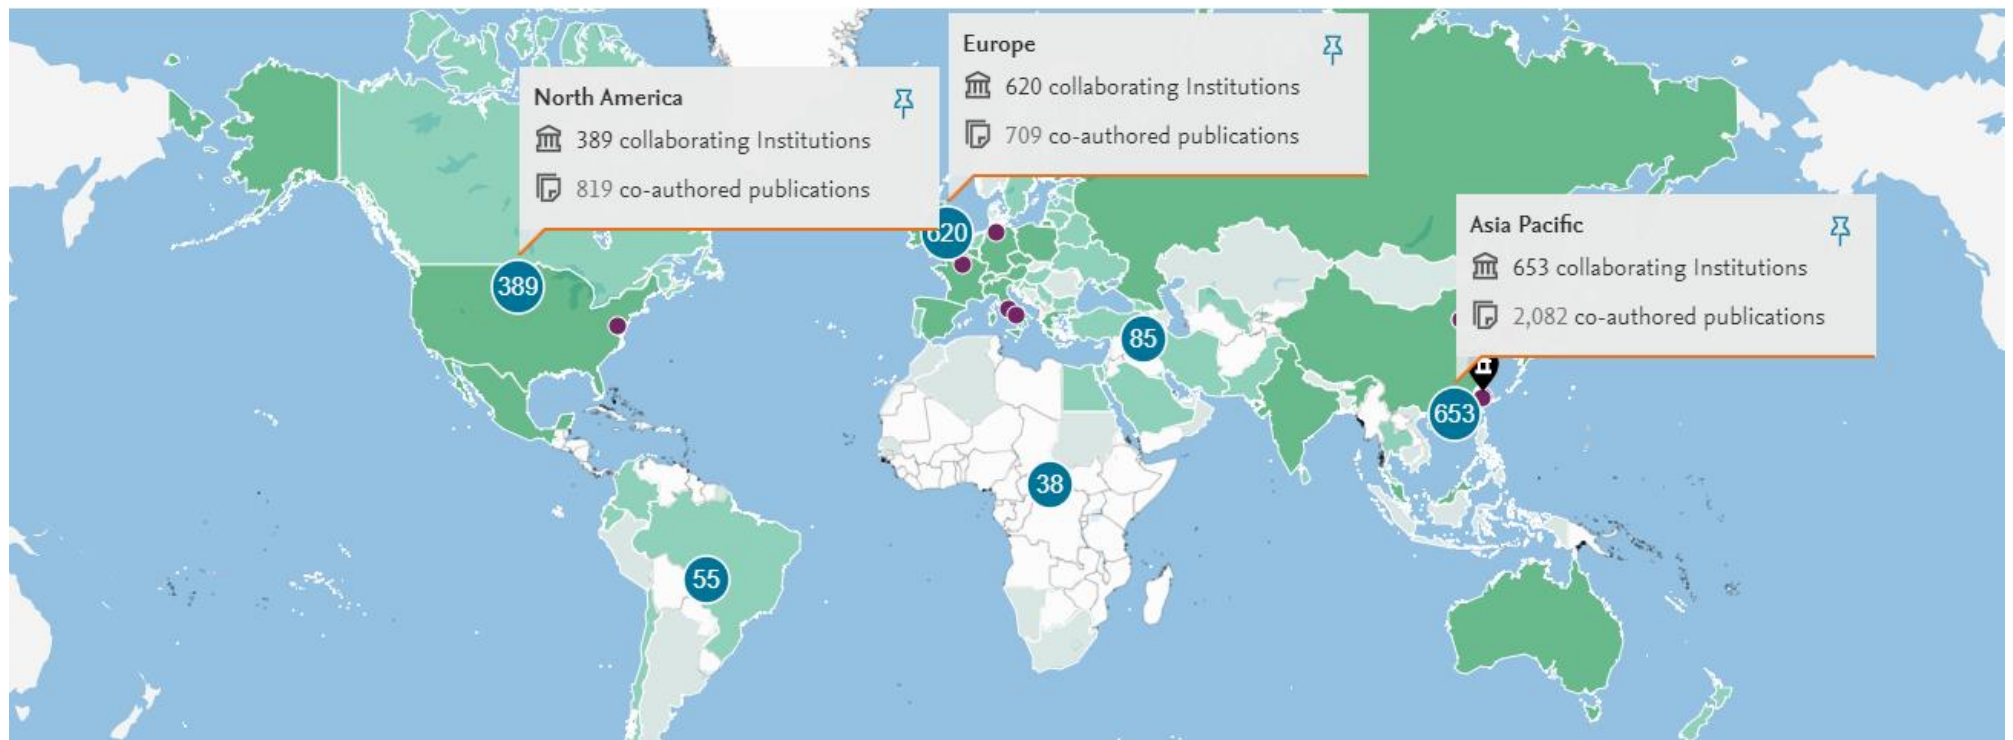 North America
389 collaborating Institutions
819 co-authored publications
Europe
620 collaborating Institutions
709 co-authored publications
Asia Pacific
653 collaborating Institutions
2,082 co-authored publications
389
620
85
653
38
55